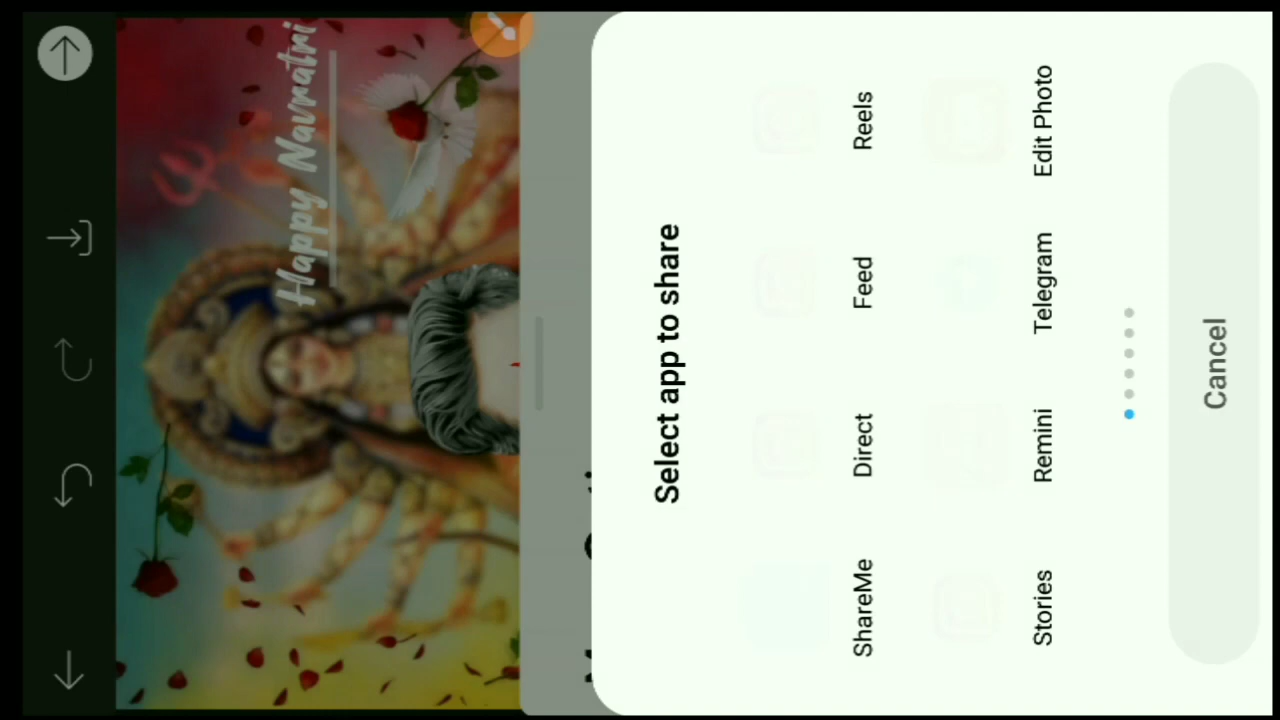 Happy Navratri
Select app to share
ShareMe
Direct
Feed
Reels
Stories
Remini
Telegram
Edit Photo
Cancel